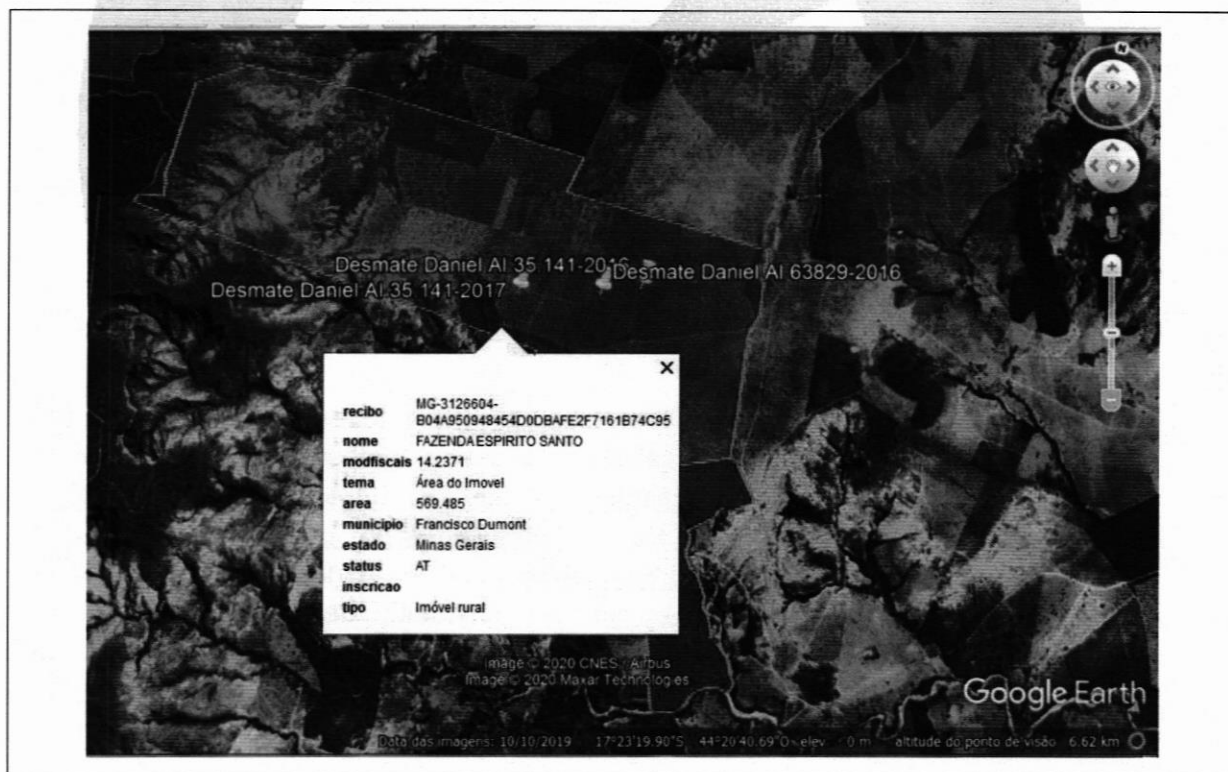 N
Desmate Daniel AI 35 141-2016
Desmate Daniel AI 63829-2016
Desmate Daniel AI 35 141-2017
recibo MG-3126604-
B04A950948454D0DBAFE2F7161B74C95
nome FAZENDA ESPIRITO SANTO
modfiscais 14.2371
tema Área do Imovel
area 569.485
municipio Francisco Dumont
estado Minas Gerais
status AT
inscricao
tipo Imóvel rural
Image © 2020 CNES / Airbus
Image © 2020 Maxar Technologies
Google Earth
Data das imagens: 10/10/2019 17°23'19.90"S 44°20'40.69"O elev 0 m altitude do ponto de visão 6.62 km